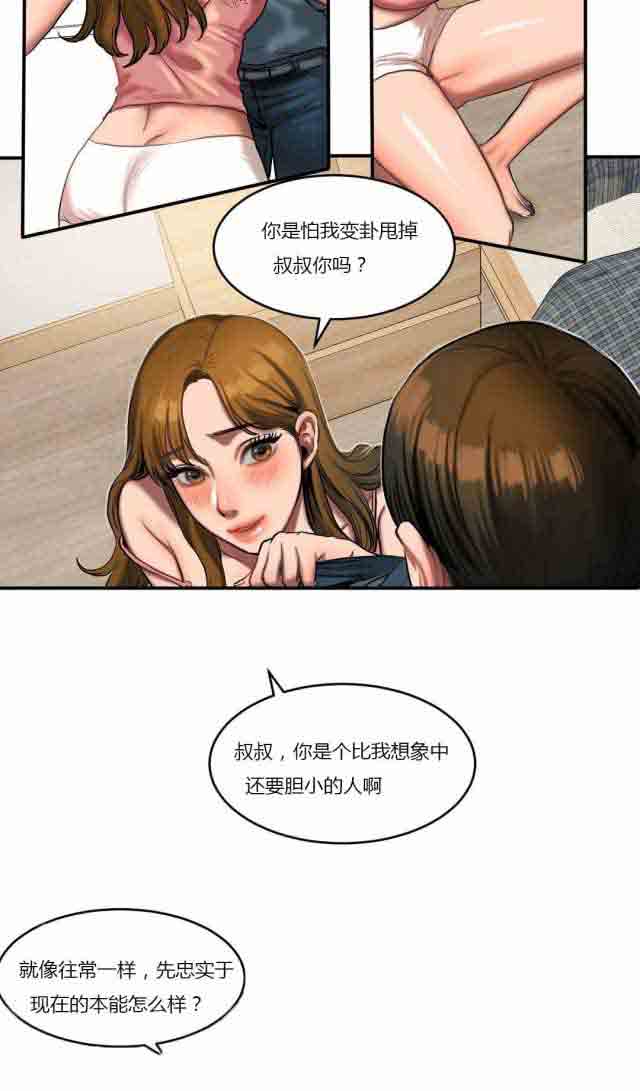 你是怕我变卦甩掉
叔叔你吗？
叔叔，你是个比我想象中
还要胆小的人啊
就像往常一样，先忠实于
现在的本能怎么样？